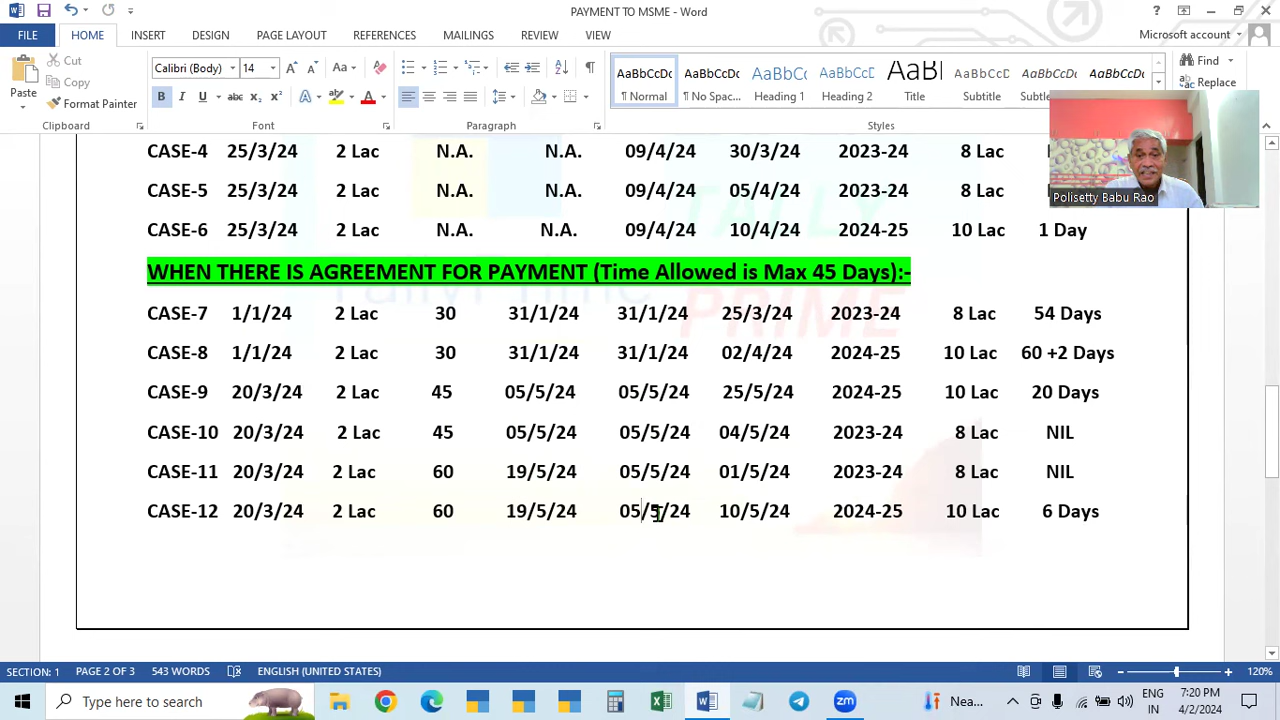 PAYMENT TO MSME - Word
FILE HOME INSERT DESIGN PAGE LAYOUT REFERENCES MAILINGS REVIEW VIEW Microsoft account
Paste Cut Copy Format Painter
Calibri (Body) 14 Aa
B I U abc x₂ x² A A
AaBbCcDc AaBbCcDc AaBbC AaBbCcC AaBl AaBbCcD AaBbCcDc
¶ Normal ¶ No Spac... Heading 1 Heading 2 Title Subtitle
Find
Replace
Clipboard Font Paragraph Styles
Polisetty Babu Rao
CASE-4 25/3/24 2 Lac N.A. N.A. 09/4/24 30/3/24 2023-24 8 Lac
CASE-5 25/3/24 2 Lac N.A. N.A. 09/4/24 05/4/24 2023-24 8 Lac
CASE-6 25/3/24 2 Lac N.A. N.A. 09/4/24 10/4/24 2024-25 10 Lac 1 Day
WHEN THERE IS AGREEMENT FOR PAYMENT (Time Allowed is Max 45 Days):-
CASE-7 1/1/24 2 Lac 30 31/1/24 31/1/24 25/3/24 2023-24 8 Lac 54 Days
CASE-8 1/1/24 2 Lac 30 31/1/24 31/1/24 02/4/24 2024-25 10 Lac 60 +2 Days
CASE-9 20/3/24 2 Lac 45 05/5/24 05/5/24 25/5/24 2024-25 10 Lac 20 Days
CASE-10 20/3/24 2 Lac 45 05/5/24 05/5/24 04/5/24 2023-24 8 Lac NIL
CASE-11 20/3/24 2 Lac 60 19/5/24 05/5/24 01/5/24 2023-24 8 Lac NIL
CASE-12 20/3/24 2 Lac 60 19/5/24 05/5/24 10/5/24 2024-25 10 Lac 6 Days
TALLY
PRIME
SECTION: 1 PAGE 2 OF 3 543 WORDS ENGLISH (UNITED STATES) 120%
Type here to search Nea... ENG IN 7:20 PM 4/2/2024